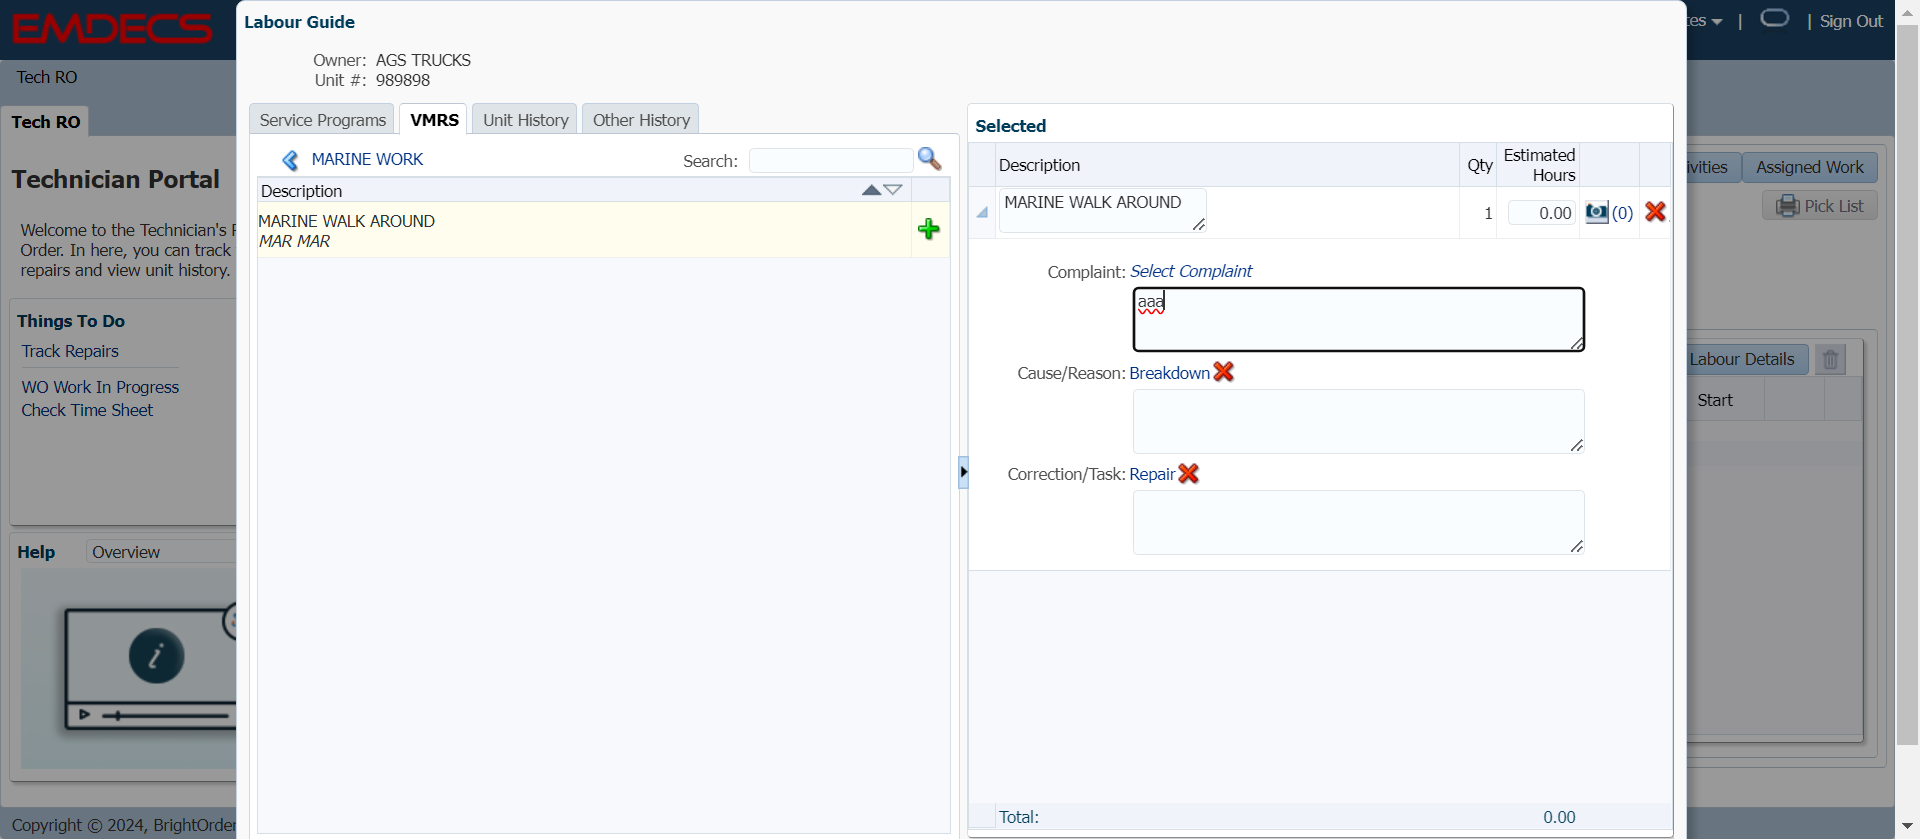 EMDECS
Tech RO
Tech RO
Technician Portal
Welcome to the Technician's
Order. In here, you can track
repairs and view unit history.
Things To Do
Track Repairs
WO Work In Progress
Check Time Sheet
Help
Overview
Copyright © 2024, BrightOrder
Labour Guide
Owner: AGS TRUCKS
Unit #: 989898
Service Programs
VMRS
Unit History
Other History
MARINE WORK
Search:
Description
MARINE WALK AROUND
MAR MAR
Selected
Description
Qty
Estimated
Hours
MARINE WALK AROUND
1
0.00
(0)
Complaint: Select Complaint
aaa
Cause/Reason: Breakdown
Correction/Task: Repair
Total:
0.00
| | Sign Out
Assigned Work
Pick List
Labour Details
Start